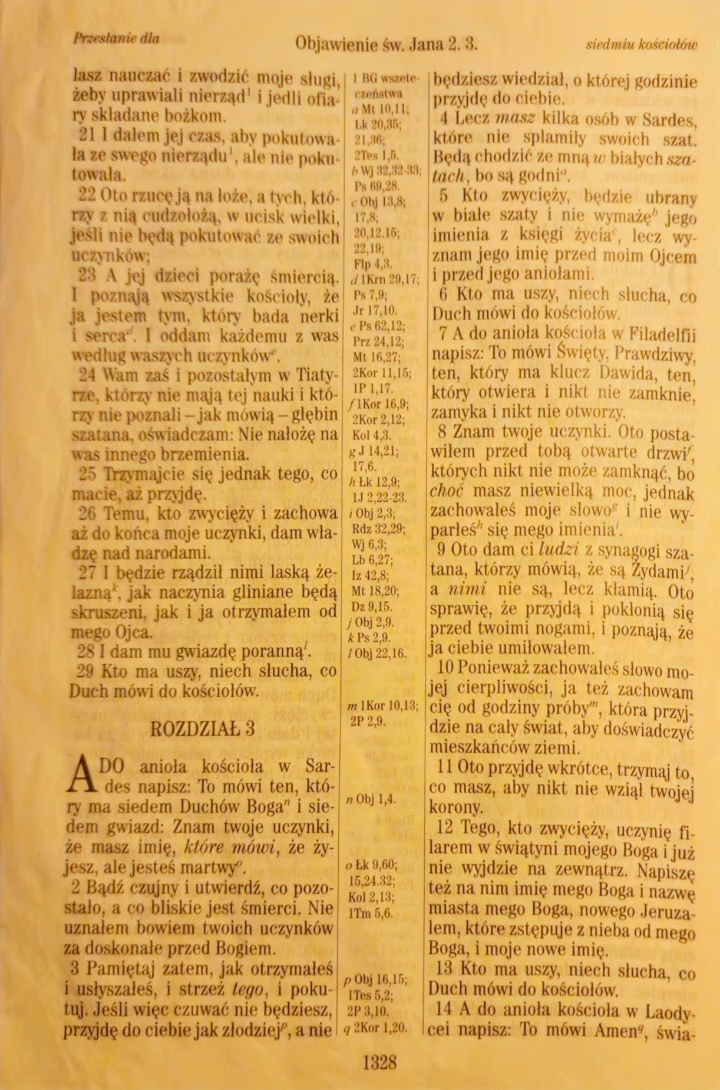 Przesłanie dla
Objawienie św. Jana 2. 3.
siedmiu kościołów
łasz nauczać i zwodzić moje sługi,
żeby uprawiali nierząd¹ i jedli ofia-
ry składane bożkom.
21 I dałem jej czas, aby pokutowa-
ła ze swego nierządu¹, ale nie poku-
towała.
22 Oto rzucę ją na łoże, a tych, któ-
rzy z nią cudzołożą, w ucisk wielki,
jeśli nie będą pokutować ze swoich
uczynków;
23 A jej dzieci porażę śmiercią.
I poznają wszystkie kościoły, że
ja jestem tym, który bada nerki
i serca^d. I oddam każdemu z was
według waszych uczynków^e.
24 Wam zaś i pozostałym w Tiaty-
rze, którzy nie mają tej nauki i któ-
rzy nie poznali – jak mówią – głębin
szatana, oświadczam: Nie nałożę na
was innego brzemienia.
25 Trzymajcie się jednak tego, co
macie, aż przyjdę.
26 Temu, kto zwycięży i zachowa
aż do końca moje uczynki, dam wła-
dzę nad narodami.
27 I będzie rządził nimi laską że-
lazną^k, jak naczynia gliniane będą
skruszeni, jak i ja otrzymałem od
mego Ojca.
28 I dam mu gwiazdę poranną^l.
29 Kto ma uszy, niech słucha, co
Duch mówi do kościołów.
ROZDZIAŁ 3
A DO anioła kościoła w Sar-
des napisz: To mówi ten, któ-
ry ma siedem Duchów Boga^n i sie-
dem gwiazd: Znam twoje uczynki,
że masz imię, które mówi, że ży-
jesz, ale jesteś martwy^o.
2 Bądź czujny i utwierdź, co pozo-
stało, a co bliskie jest śmierci. Nie
uznałem bowiem twoich uczynków
za doskonałe przed Bogiem.
3 Pamiętaj zatem, jak otrzymałeś
i usłyszałeś, i strzeż tego, i poku-
tuj. Jeśli więc czuwać nie będziesz,
przyjdę do ciebie jak złodziej^p, a nie
1 BG wszete-
czeństwa
a Mt 10,11;
Łk 20,35;
21,36;
2Tes 1,5.
b Wj 32,32-33;
Ps 69,28.
c Obj 13,8;
17,8;
20,12.15;
22,19;
Flp 4,3.
d 1Krn 29,17;
Ps 7,9;
Jr 17,10.
e Ps 62,12;
Prz 24,12;
Mt 16,27;
2Kor 11,15;
1P 1,17.
f 1Kor 16,9;
2Kor 2,12;
Kol 4,3.
g J 14,21;
17,6.
h Łk 12,9;
1J 2,22-23.
i Obj 2,3;
Rdz 32,29;
Wj 6,3;
Lb 6,27;
Iz 42,8;
Mt 18,20;
Dz 9,15.
j Obj 2,9.
k Ps 2,9.
l Obj 22,16.
m 1Kor 10,13;
2P 2,9.
n Obj 1,4.
o Łk 9,60;
15,24.32;
Kol 2,13;
1Tm 5,6.
p Obj 16,15;
1Tes 5,2;
2P 3,10.
q 2Kor 1,20.
będziesz wiedział, o której godzinie
przyjdę do ciebie.
4 Lecz masz kilka osób w Sardes,
które nie splamiły swoich szat.
Będą chodzić ze mną w białych sza-
tach, bo są godni^a.
5 Kto zwycięży, będzie ubrany
w białe szaty i nie wymażę^b jego
imienia z księgi życia^c, lecz wy-
znam jego imię przed moim Ojcem
i przed jego aniołami.
6 Kto ma uszy, niech słucha, co
Duch mówi do kościołów.
7 A do anioła kościoła w Filadelfii
napisz: To mówi Święty, Prawdziwy,
ten, który ma klucz Dawida, ten,
który otwiera i nikt nie zamknie,
zamyka i nikt nie otworzy.
8 Znam twoje uczynki. Oto posta-
wiłem przed tobą otwarte drzwi^f,
których nikt nie może zamknąć, bo
choć masz niewielką moc, jednak
zachowałeś moje słowo^g i nie wy-
parłeś^h się mego imienia^i.
9 Oto dam ci ludzi z synagogi sza-
tana, którzy mówią, że są Żydami^j,
a nimi nie są, lecz kłamią. Oto
sprawię, że przyjdą i pokłonią się
przed twoimi nogami, i poznają, że
ja ciebie umiłowałem.
10 Ponieważ zachowałeś słowo mo-
jej cierpliwości, ja też zachowam
cię od godziny próby^m, która przyj-
dzie na cały świat, aby doświadczyć
mieszkańców ziemi.
11 Oto przyjdę wkrótce, trzymaj to,
co masz, aby nikt nie wziął twojej
korony.
12 Tego, kto zwycięży, uczynię fi-
larem w świątyni mojego Boga i już
nie wyjdzie na zewnątrz. Napiszę
też na nim imię mego Boga i nazwę
miasta mego Boga, nowego Jeruza-
lem, które zstępuje z nieba od mego
Boga, i moje nowe imię.
13 Kto ma uszy, niech słucha, co
Duch mówi do kościołów.
14 A do anioła kościoła w Laody-
cei napisz: To mówi Amen^q, świa-
1328